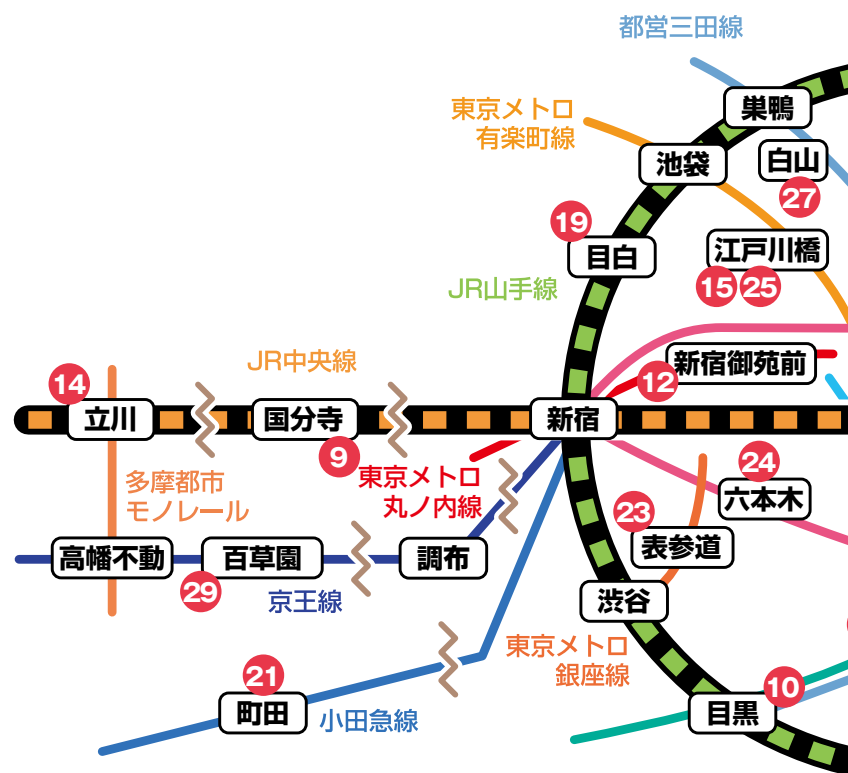 都営三田線
巣鴨
東京メトロ
有楽町線
池袋
白山
27
19
目白
江戸川橋
15
25
JR山手線
JR中央線
新宿御苑前
12
14
立川
国分寺
9
新宿
東京メトロ
丸ノ内線
多摩都市
モノレール
24
六本木
23
表参道
高幡不動
百草園
29
調布
京王線
渋谷
東京メトロ
銀座線
21
町田
小田急線
10
目黒